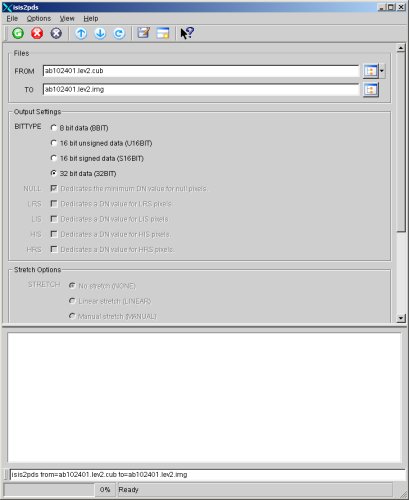 isis2pds
File Options View Help
Files
FROM ab102401.lev2.cub
TO ab102401.lev2.img
Output Settings
BITTYPE 8 bit data (8BIT)
16 bit unsigned data (U16BIT)
16 bit signed data (S16BIT)
32 bit data (32BIT)
NULL Dedicates the minimum DN value for null pixels.
LRS Dedicates a DN value for LRS pixels.
LIS Dedicates a DN value for LIS pixels.
HIS Dedicates a DN value for HIS pixels.
HRS Dedicates a DN value for HRS pixels.
Stretch Options
STRETCH No stretch (NONE)
Linear stretch (LINEAR)
Manual stretch (MANUAL)
isis2pds from=ab102401.lev2.cub to=ab102401.lev2.img
0% Ready